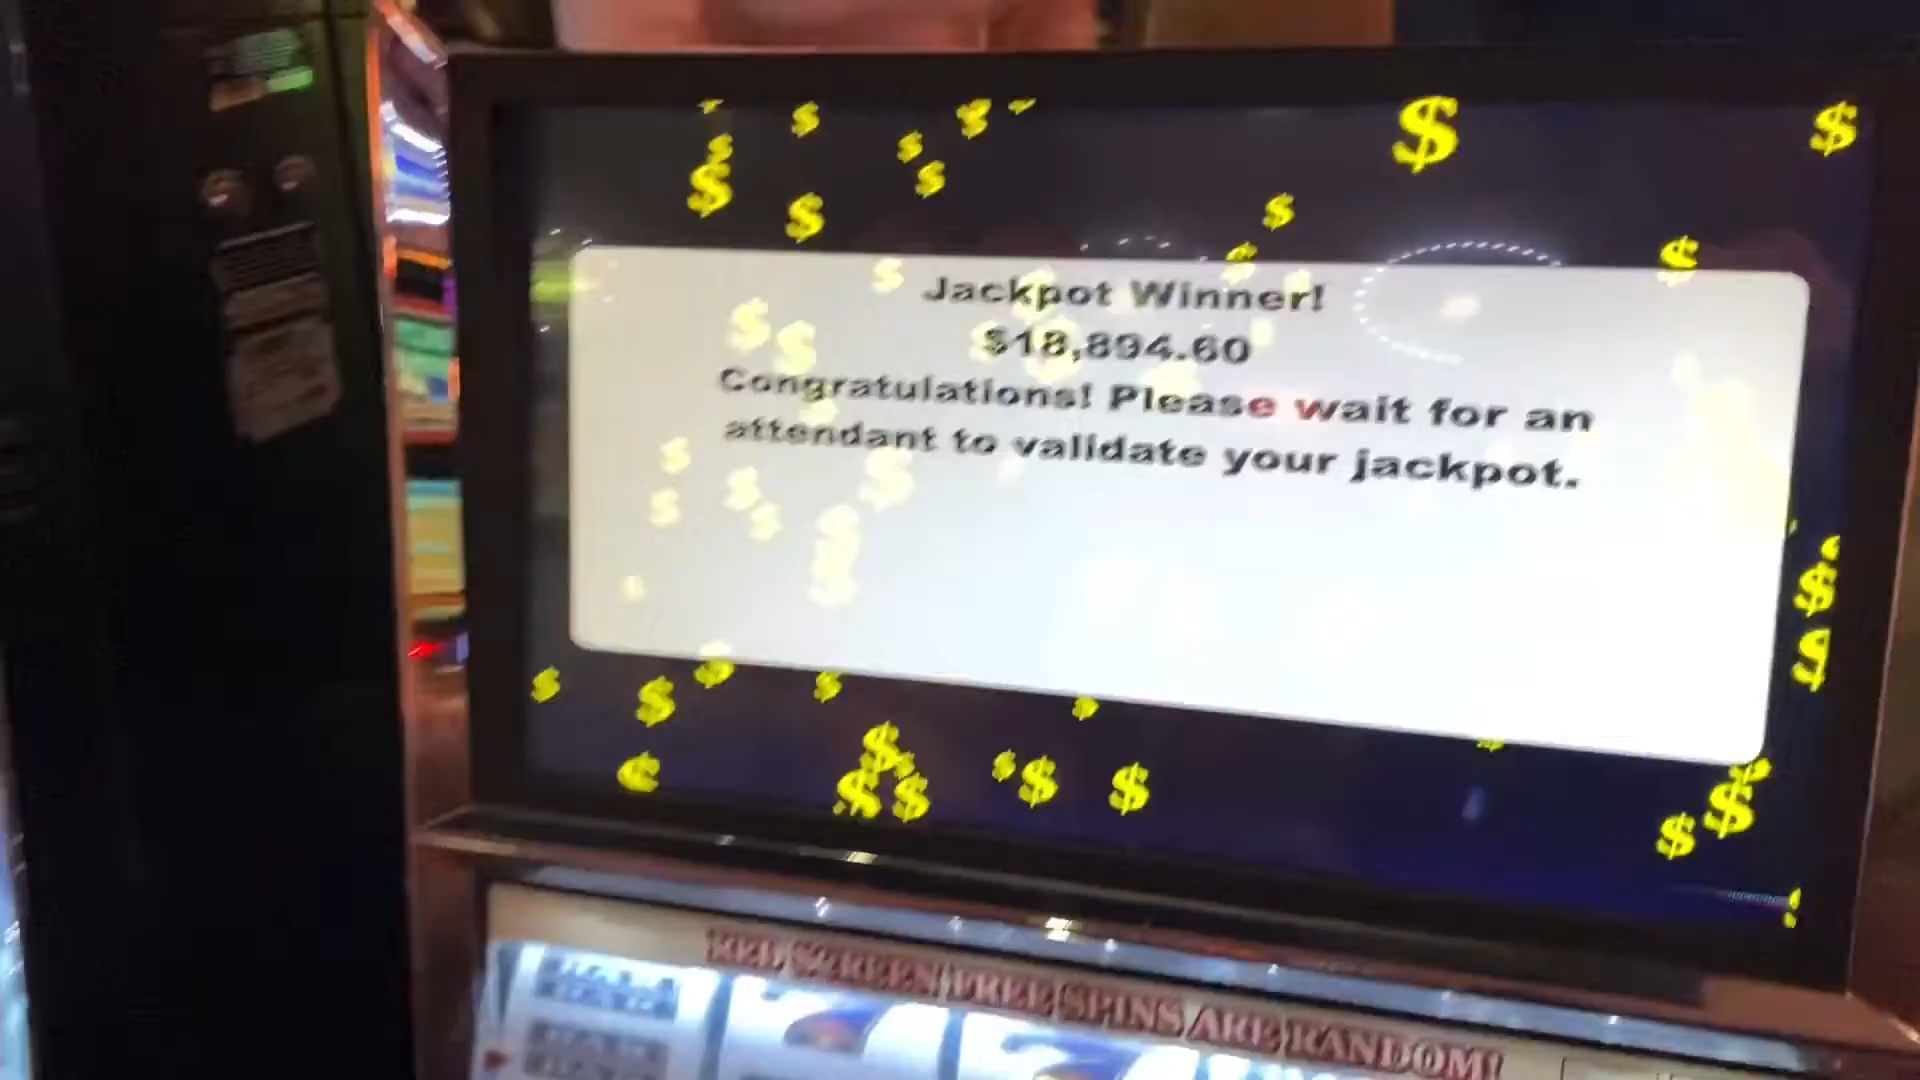 Jackpot Winner!
$18,894.60
Congratulations! Please wait for an
attendant to validate your jackpot.
RED SCREEN FREE SPINS ARE RANDOM!